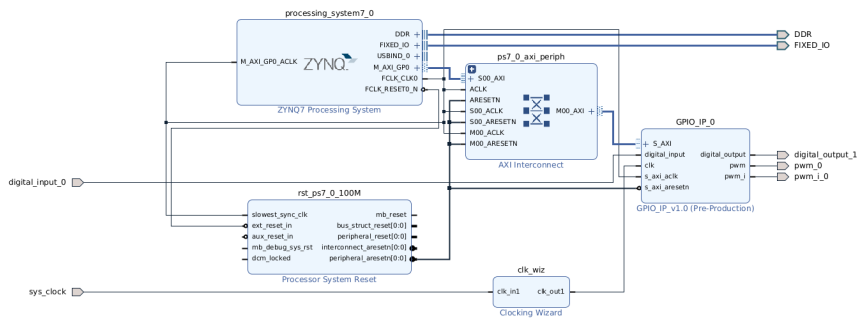 processing_system7_0
DDR
FIXED_IO
USBIND_0
M_AXI_GP0
FCLK_CLK0
FCLK_RESET0_N
M_AXI_GP0_ACLK
ZYNQ
ZYNQ7 Processing System
DDR
FIXED_IO
ps7_0_axi_periph
S00_AXI
ACLK
ARESETN
S00_ACLK
S00_ARESETN
M00_ACLK
M00_ARESETN
M00_AXI
AXI Interconnect
GPIO_IP_0
S_AXI
digital_input
clk
s_axi_aclk
s_axi_aresetn
digital_output
pwm
pwm_i
GPIO_IP_v1.0 (Pre-Production)
digital_output_1
pwm_0
pwm_i_0
digital_input_0
rst_ps7_0_100M
slowest_sync_clk
ext_reset_in
aux_reset_in
mb_debug_sys_rst
dcm_locked
mb_reset
bus_struct_reset[0:0]
peripheral_reset[0:0]
interconnect_aresetn[0:0]
peripheral_aresetn[0:0]
Processor System Reset
sys_clock
clk_wiz
clk_in1
clk_out1
Clocking Wizard